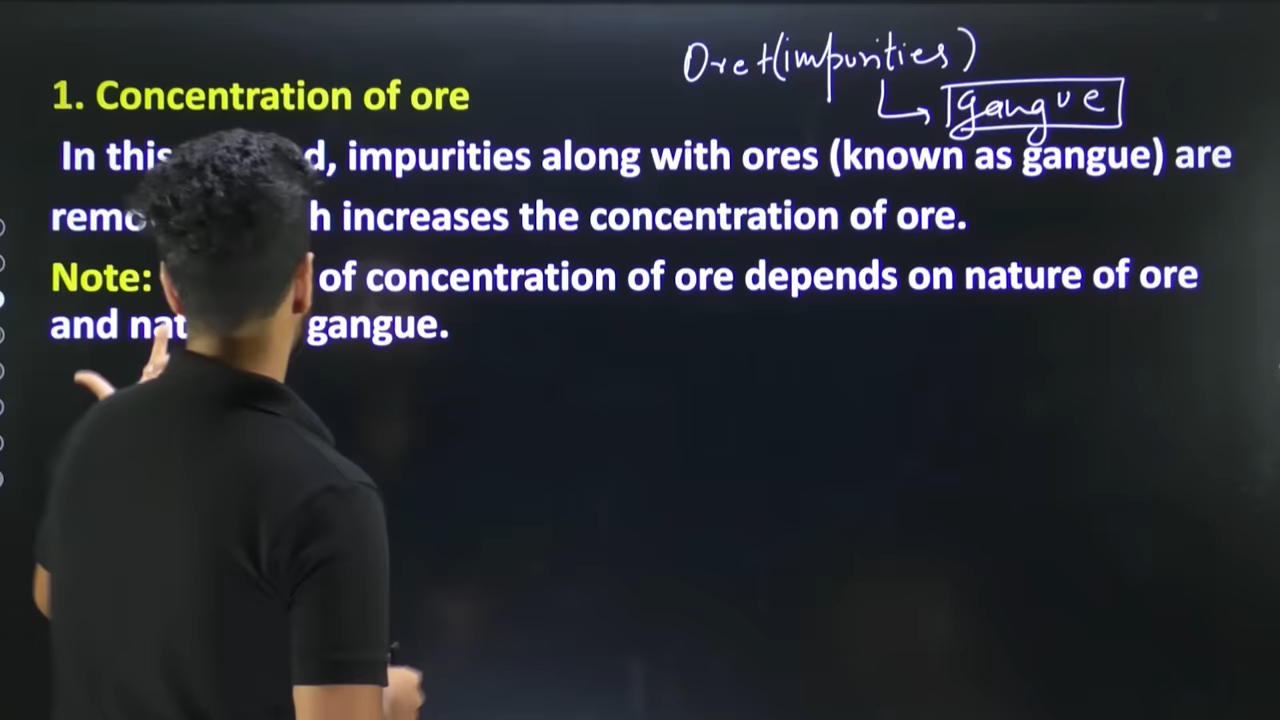 Ore+(impurities)
gangue
1. Concentration of ore
In this d, impurities along with ores (known as gangue) are
remo h increases the concentration of ore.
Note: of concentration of ore depends on nature of ore
and nat gangue.